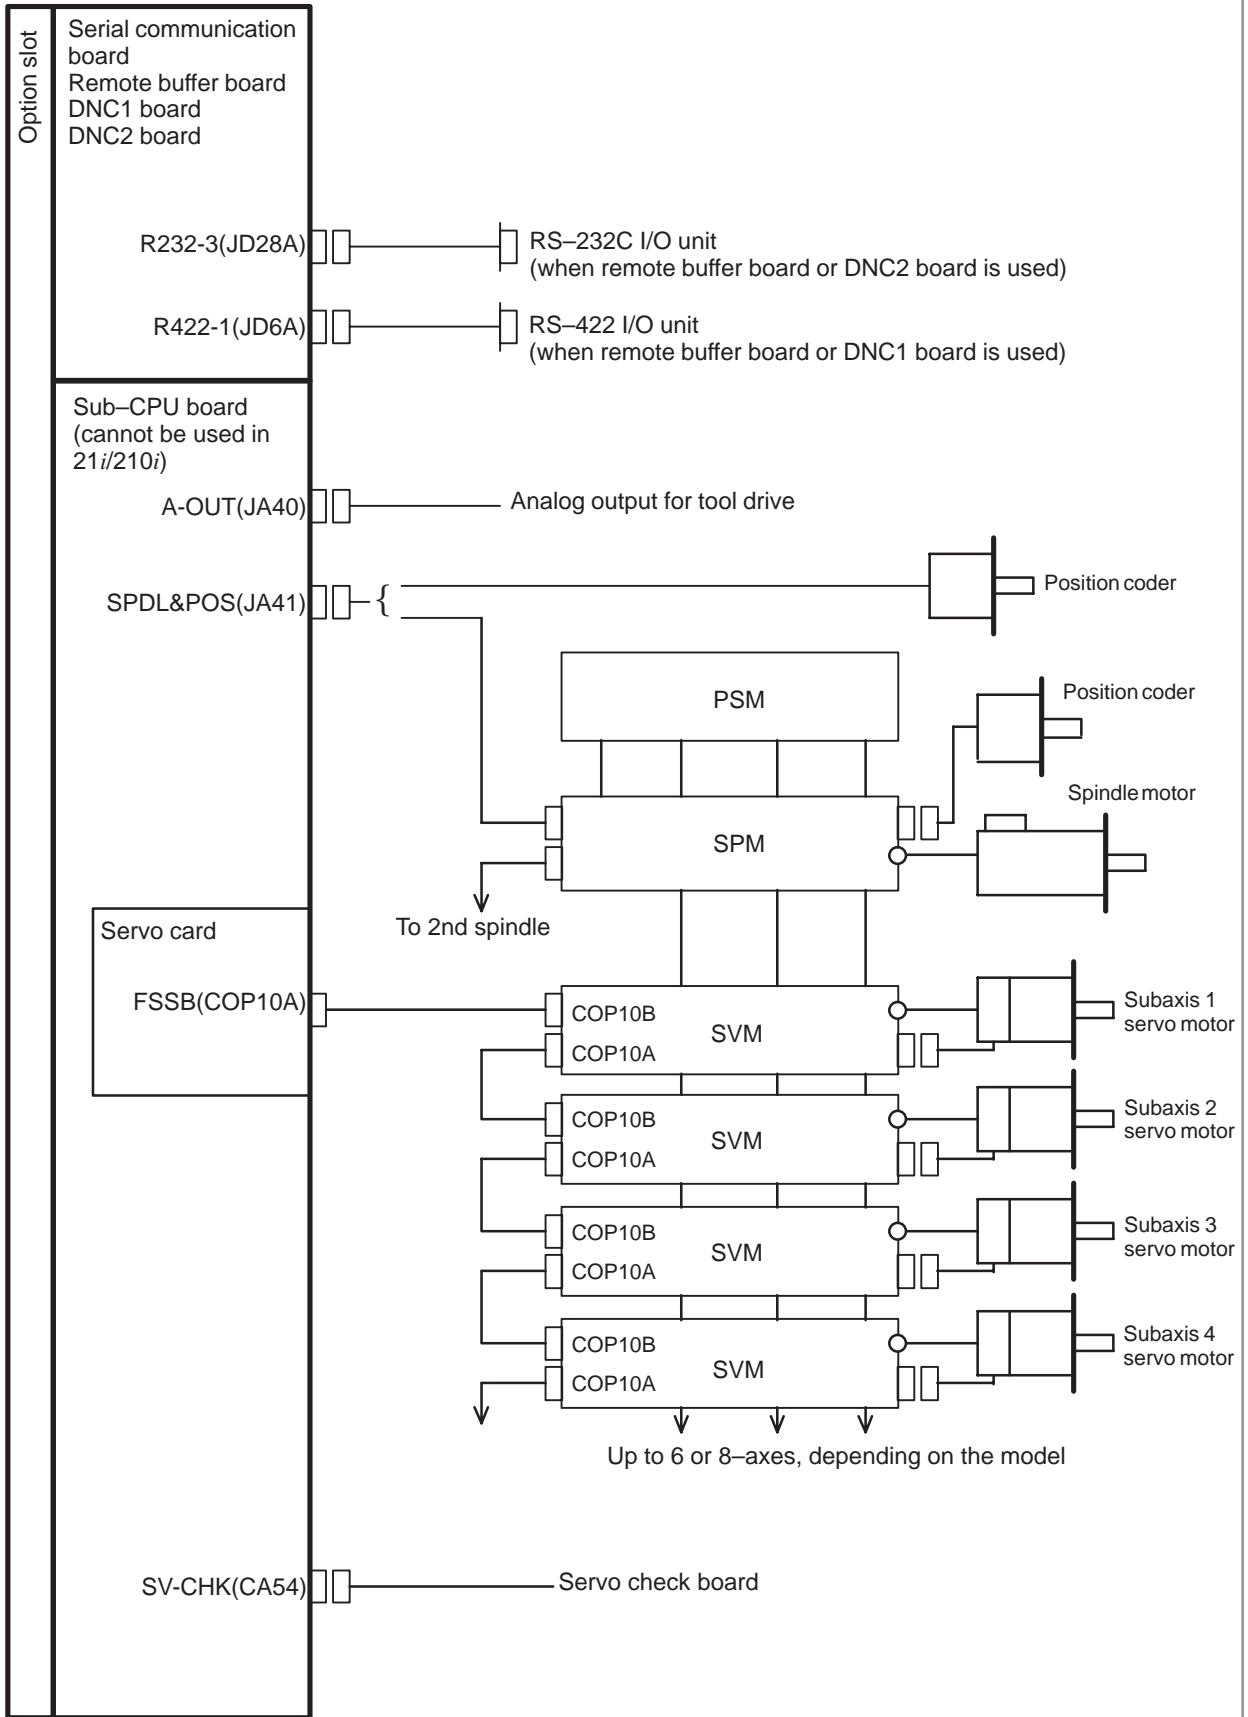 Option slot
Serial communication
board
Remote buffer board
DNC1 board
DNC2 board
R232-3(JD28A)
RS–232C I/O unit
(when remote buffer board or DNC2 board is used)
R422-1(JD6A)
RS–422 I/O unit
(when remote buffer board or DNC1 board is used)
Sub–CPU board
(cannot be used in
21i/210i)
A-OUT(JA40)
Analog output for tool drive
SPDL&POS(JA41)
{
Position coder
PSM
Position coder
Spindle motor
SPM
To 2nd spindle
Servo card
FSSB(COP10A)
COP10B
SVM
COP10A
Subaxis 1
servo motor
COP10B
SVM
COP10A
Subaxis 2
servo motor
COP10B
SVM
COP10A
Subaxis 3
servo motor
COP10B
SVM
COP10A
Subaxis 4
servo motor
Up to 6 or 8–axes, depending on the model
SV-CHK(CA54)
Servo check board